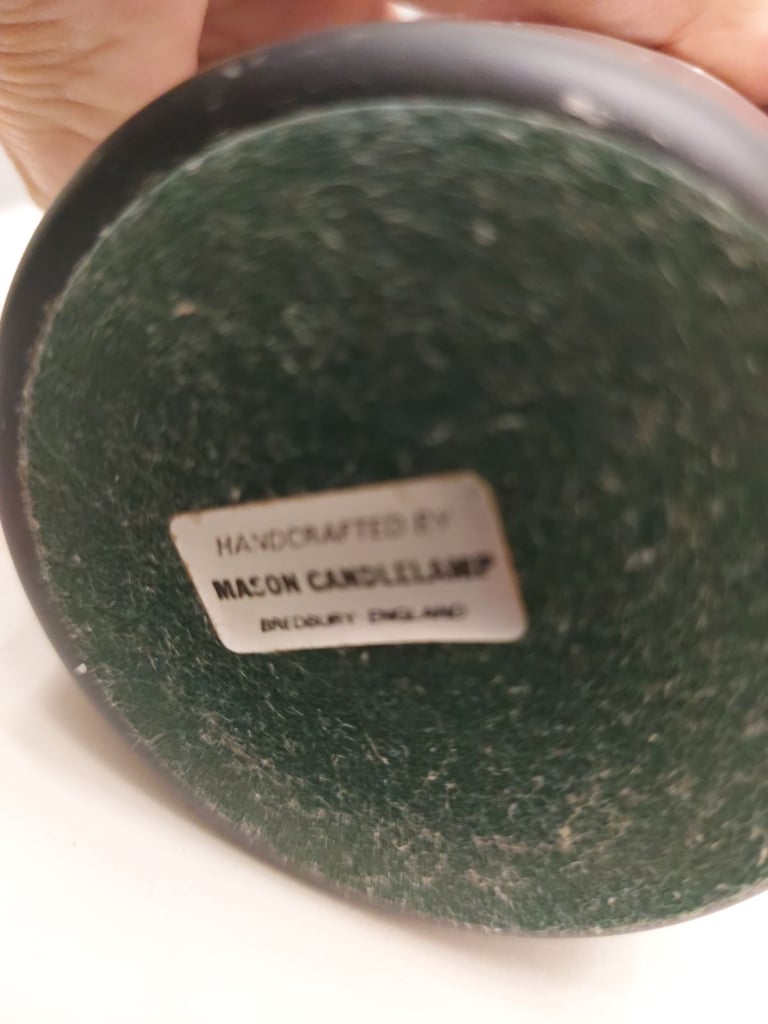 HANDCRAFTED BY
MASON CANDLELAMP
BREDBURY ENGLAND